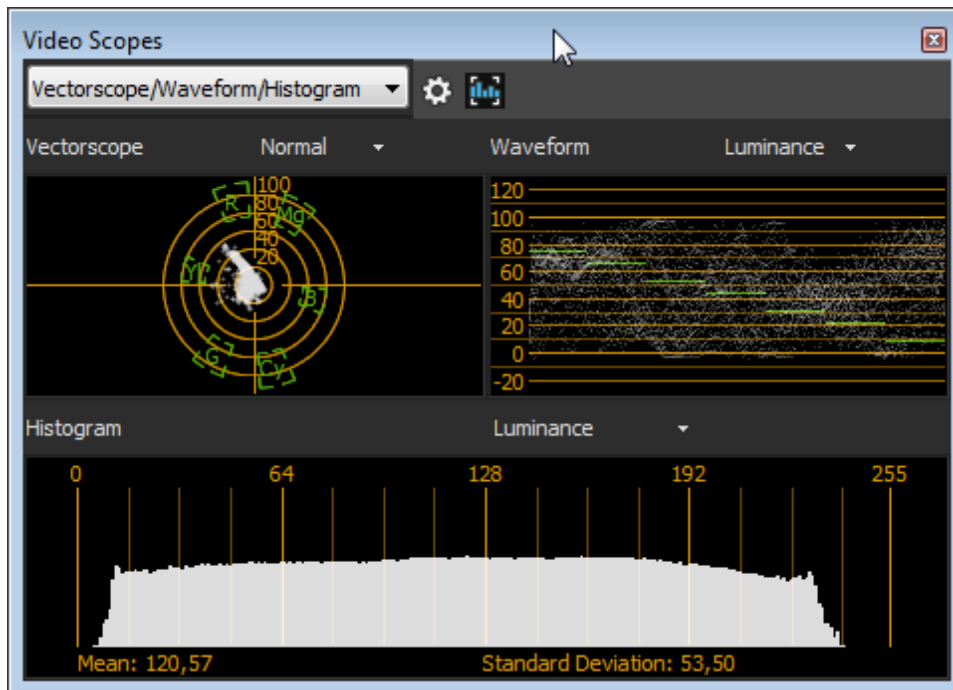 Video Scopes
Vectorscope/Waveform/Histogram
Vectorscope Normal
Waveform Luminance
100
80
60
40
20
R
Mg
Yl
B
G
Cy
120
100
80
60
40
20
0
-20
Histogram Luminance
0 64 128 192 255
Mean: 120,57 Standard Deviation: 53,50